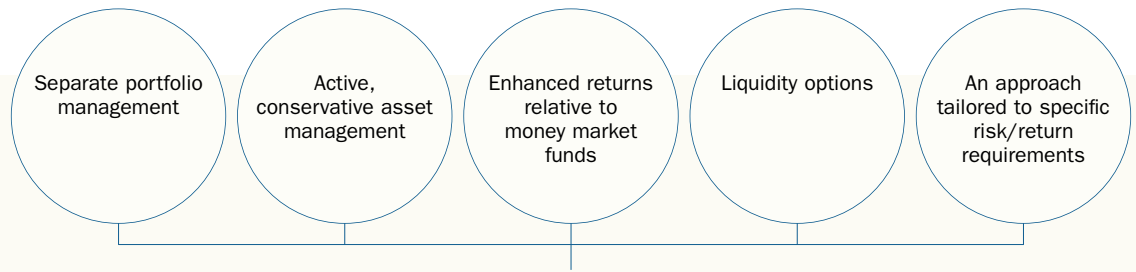 Separate portfolio
management
Active,
conservative asset
management
Enhanced returns
relative to
money market
funds
Liquidity options
An approach
tailored to specific
risk/return
requirements